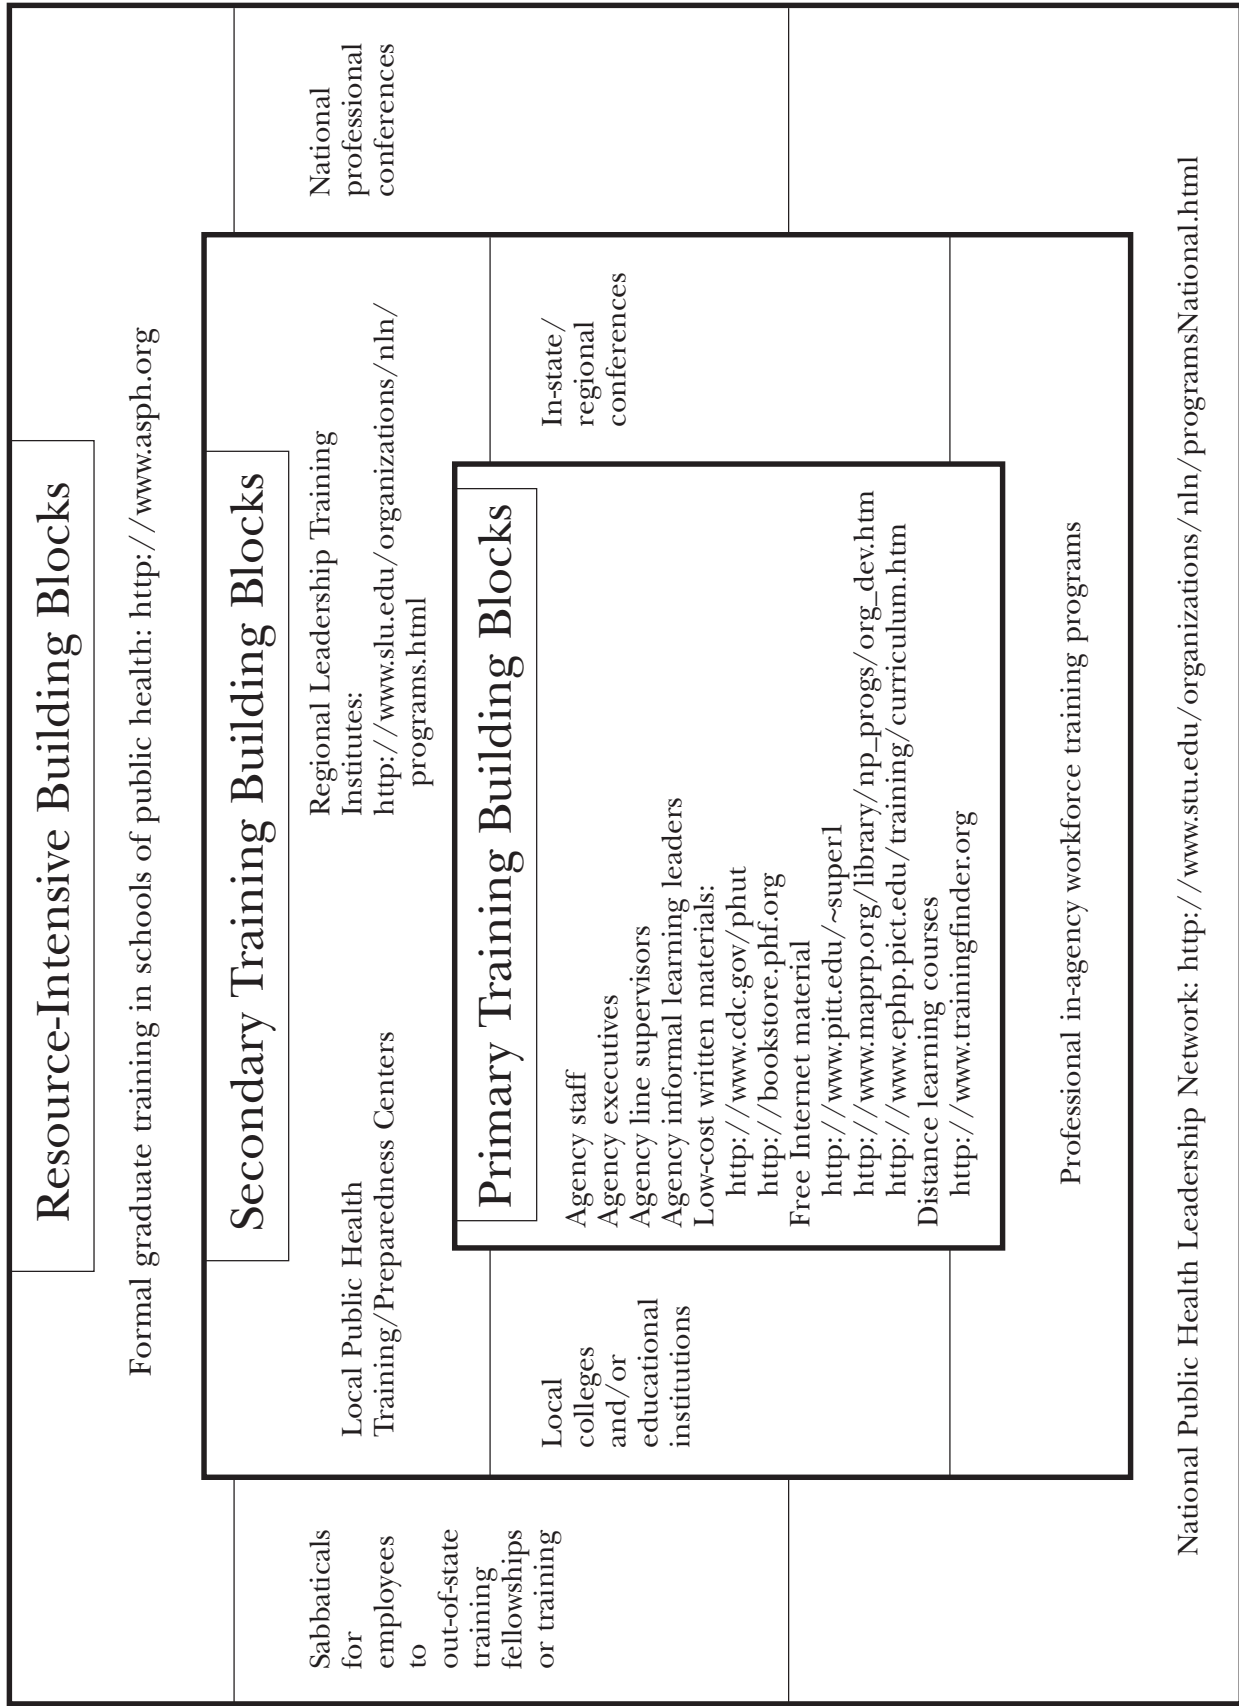 Resource-Intensive Building Blocks
Formal graduate training in schools of public health: http://www.asph.org
Sabbaticals
for
employees
to
out-of-state
training
fellowships
or training
Secondary Training Building Blocks
Local Public Health
Training/Preparedness Centers
Regional Leadership Training
Institutes:
http://www.slu.edu/organizations/nln/
programs.html
Local
colleges
and/or
educational
institutions
Primary Training Building Blocks
Agency staff
Agency executives
Agency line supervisors
Agency informal learning leaders
Low-cost written materials:
http://www.cdc.gov/phut
http://bookstore.phf.org
Free Internet material
http://www.pitt.edu/~super1
http://www.maprp.org/library/np_progs/org_dev.htm
http://www.ephp.pict.edu/training/curriculum.htm
Distance learning courses
http://www.trainingfinder.org
In-state/
regional
conferences
Professional in-agency workforce training programs
National
professional
conferences
National Public Health Leadership Network: http://www.stu.edu/organizations/nln/programsNational.html